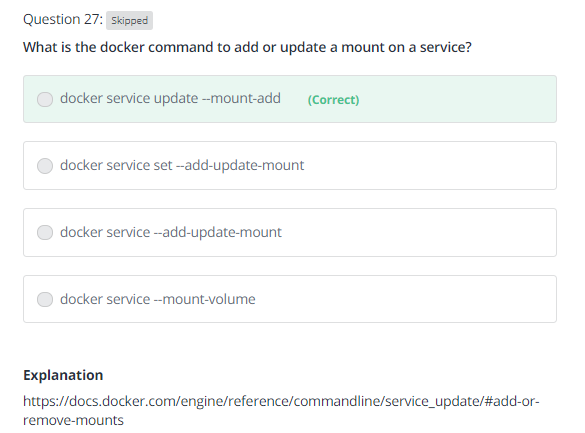 Question 27: Skipped
What is the docker command to add or update a mount on a service?
docker service update --mount-add (Correct)
docker service set --add-update-mount
docker service --add-update-mount
docker service --mount-volume
Explanation
https://docs.docker.com/engine/reference/commandline/service_update/#add-or-
remove-mounts